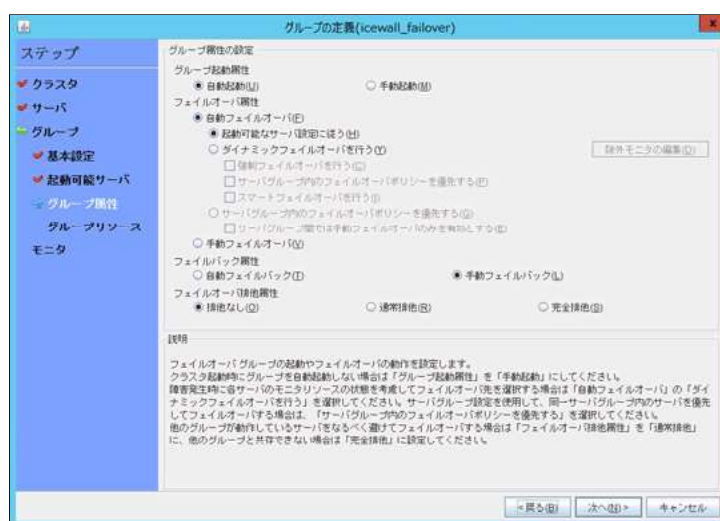 グループの定義(icewall_failover)
ステップ
クラスタ
サーバ
グループ
基本設定
起動可能サーバ
グループ属性
グループリソース
モニタ
グループ属性の設定
グループ起動属性
自動起動(U)
手動起動(M)
フェイルオーバ属性
自動フェイルオーバ(E)
起動可能なサーバ設定に従う(H)
ダイナミックフェイルオーバを行う(Y)
除外モニタの編集(D)
強制フェイルオーバを行う(C)
サーバグループ内のフェイルオーバポリシーを優先する(P)
スマートフェイルオーバを行う(I)
サーバグループ内のフェイルオーバポリシーを優先する(G)
サーバグループ間では手動フェイルオーバのみを有効とする(E)
手動フェイルオーバ(V)
フェイルバック属性
自動フェイルバック(T)
手動フェイルバック(L)
フェイルオーバ排他属性
排他なし(O)
通常排他(R)
完全排他(S)
説明
フェイルオーバグループの起動やフェイルオーバの動作を設定します。
クラスタ起動時にグループを自動起動しない場合は「グループ起動属性」を「手動起動」にしてください。
障害発生時に各サーバのモニタリソースの状態を考慮してフェイルオーバ先を選択する場合は「自動フェイルオーバ」の「ダイ
ナミックフェイルオーバを行う」を選択してください。サーバグループ設定を使用して、同一サーバグループ内のサーバを優先
してフェイルオーバする場合は、「サーバグループ内のフェイルオーバポリシーを優先する」を選択してください。
他のグループが動作しているサーバをなるべく避けてフェイルオーバする場合は「フェイルオーバ排他属性」を「通常排他」
に、他のグループと共存できない場合は「完全排他」に設定してください。
<戻る(B)
次へ(N)>
キャンセル